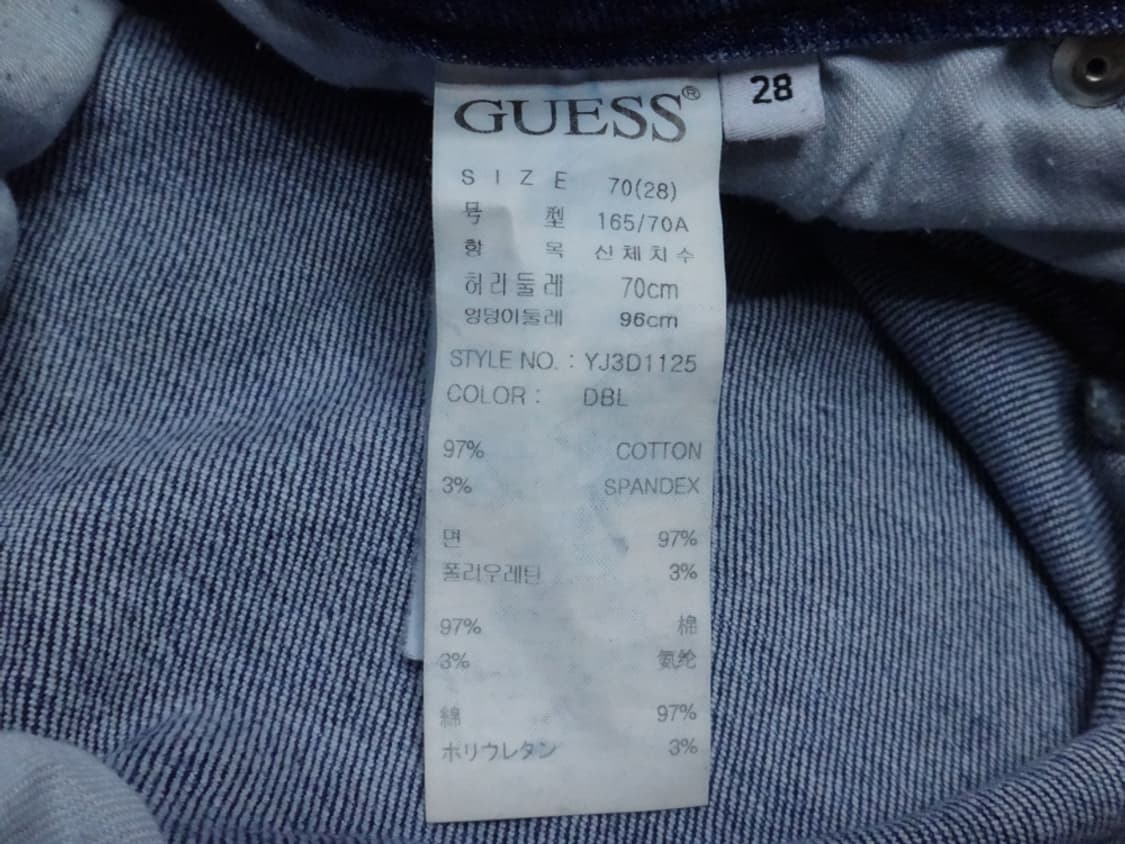 GUESS®
28
SIZE 70(28)
号型 165/70A
항목 신체치수
허리둘레 70cm
엉덩이둘레 96cm
STYLE NO. : YJ3D1125
COLOR : DBL
97% COTTON
3% SPANDEX
면 97%
폴리우레탄 3%
97% 棉
3% 氨纶
綿 97%
ポリウレタン 3%